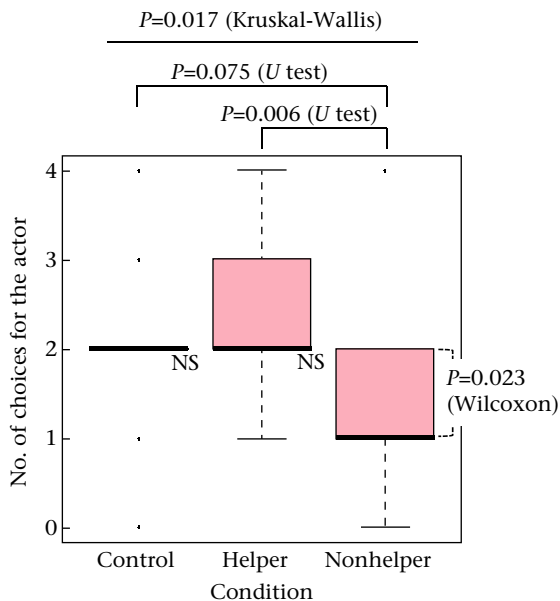 P=0.017 (Kruskal-Wallis)
P=0.075 (U test)
P=0.006 (U test)
No. of choices for the actor
4
3
2
1
0
NS
NS
P=0.023
(Wilcoxon)
Control Helper Nonhelper
Condition